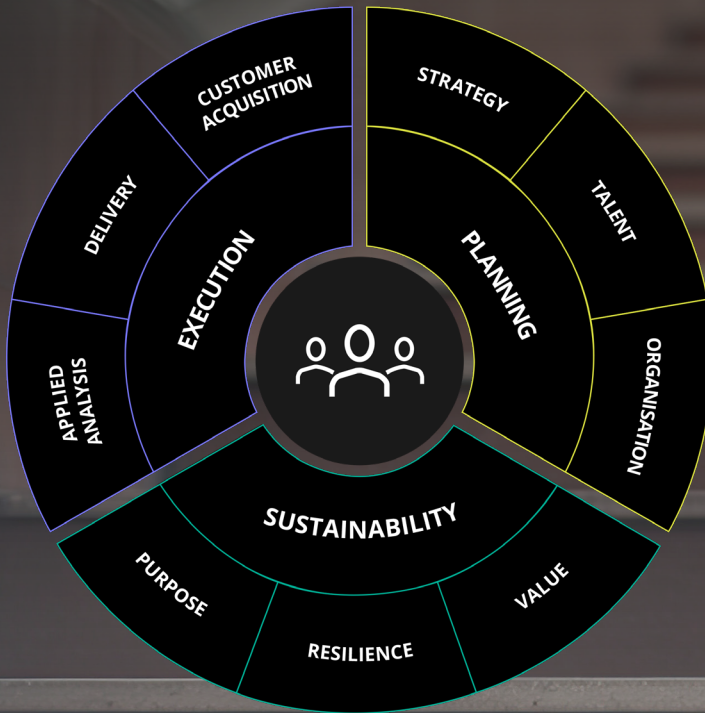 CUSTOMER
ACQUISITION
STRATEGY
DELIVERY
TALENT
EXECUTION
PLANNING
APPLIED
ANALYSIS
ORGANISATION
SUSTAINABILITY
PURPOSE
RESILIENCE
VALUE